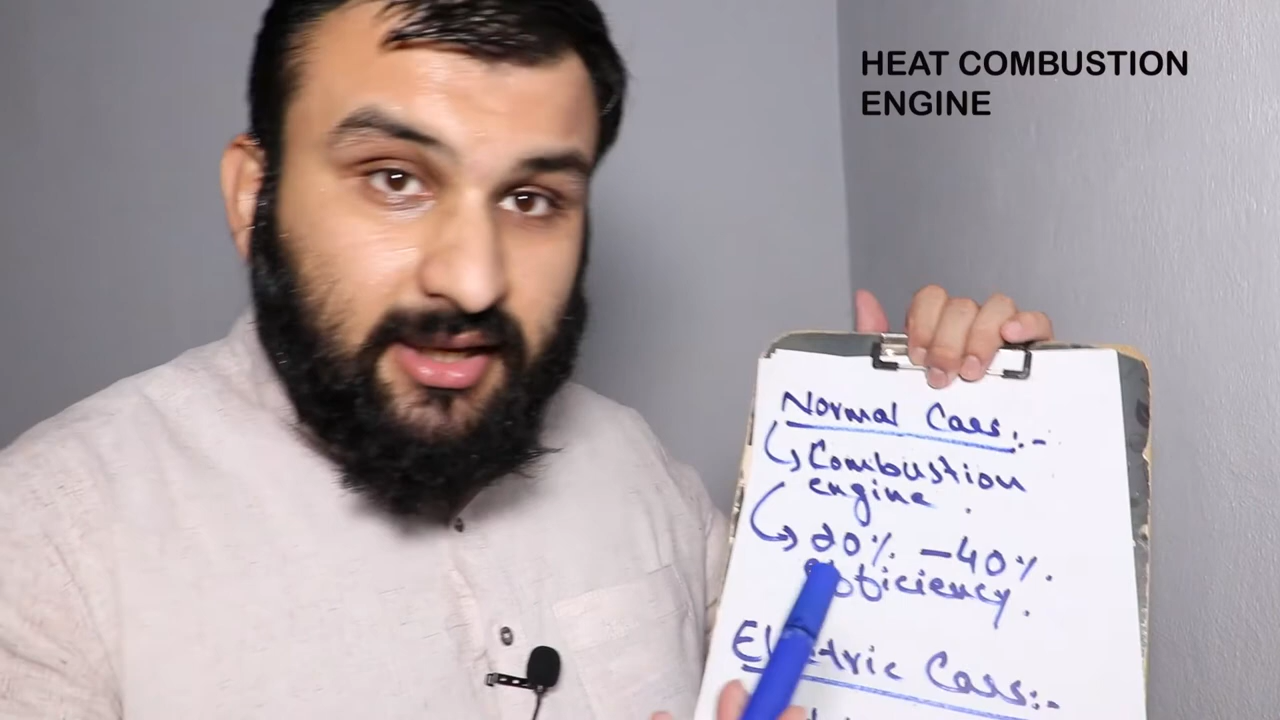 HEAT COMBUSTION
ENGINE
Normal Cars:-
Combustion
engine.
20% - 40%
Efficiency.
Electric Cars:-